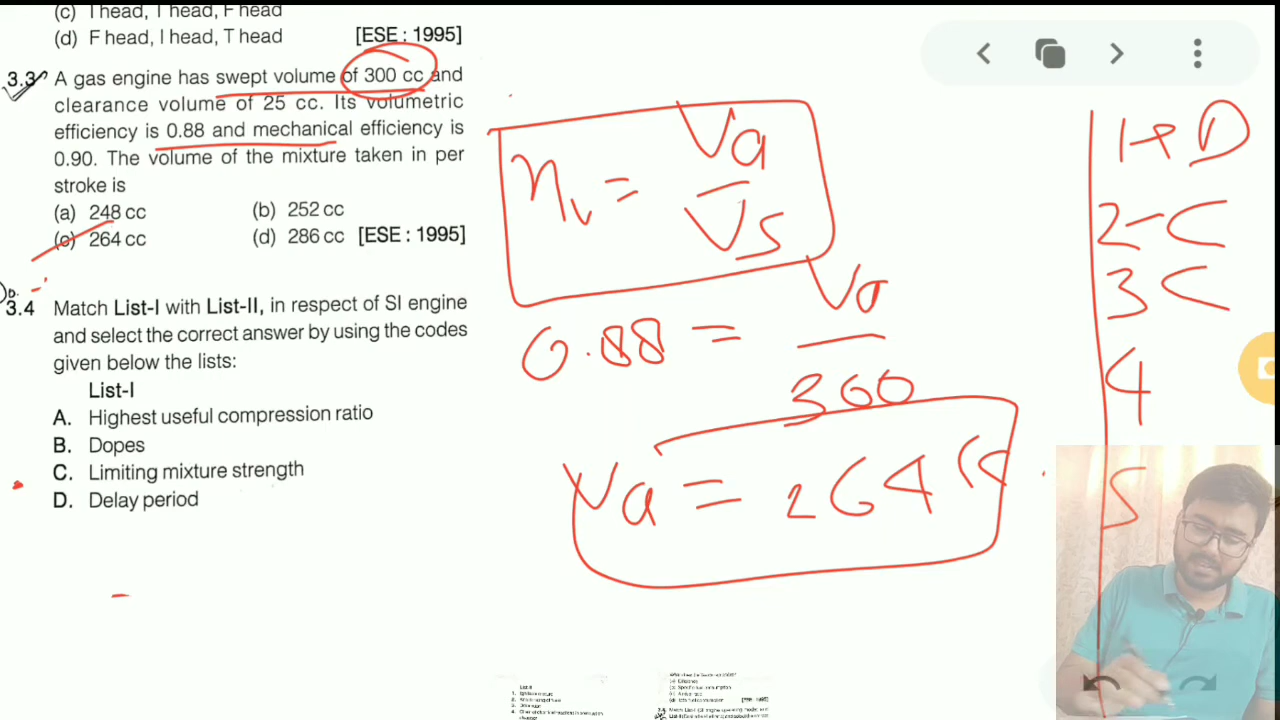 (c) I head, T head, F head
(d) F head, I head, T head [ESE : 1995]
3.3 A gas engine has swept volume of 300 cc and
clearance volume of 25 cc. Its volumetric
efficiency is 0.88 and mechanical efficiency is
0.90. The volume of the mixture taken in per
stroke is
(a) 248 cc (b) 252 cc
(c) 264 cc (d) 286 cc [ESE : 1995]
3.4 Match List-I with List-II, in respect of SI engine
and select the correct answer by using the codes
given below the lists:
List-I
A. Highest useful compression ratio
B. Dopes
C. Limiting mixture strength
D. Delay period
ηv = Va
Vs
0.88 = Va
300
Va = 264 cc
1 → D
2 - C
3 C
4
5
List-II
[ESE : 1995]